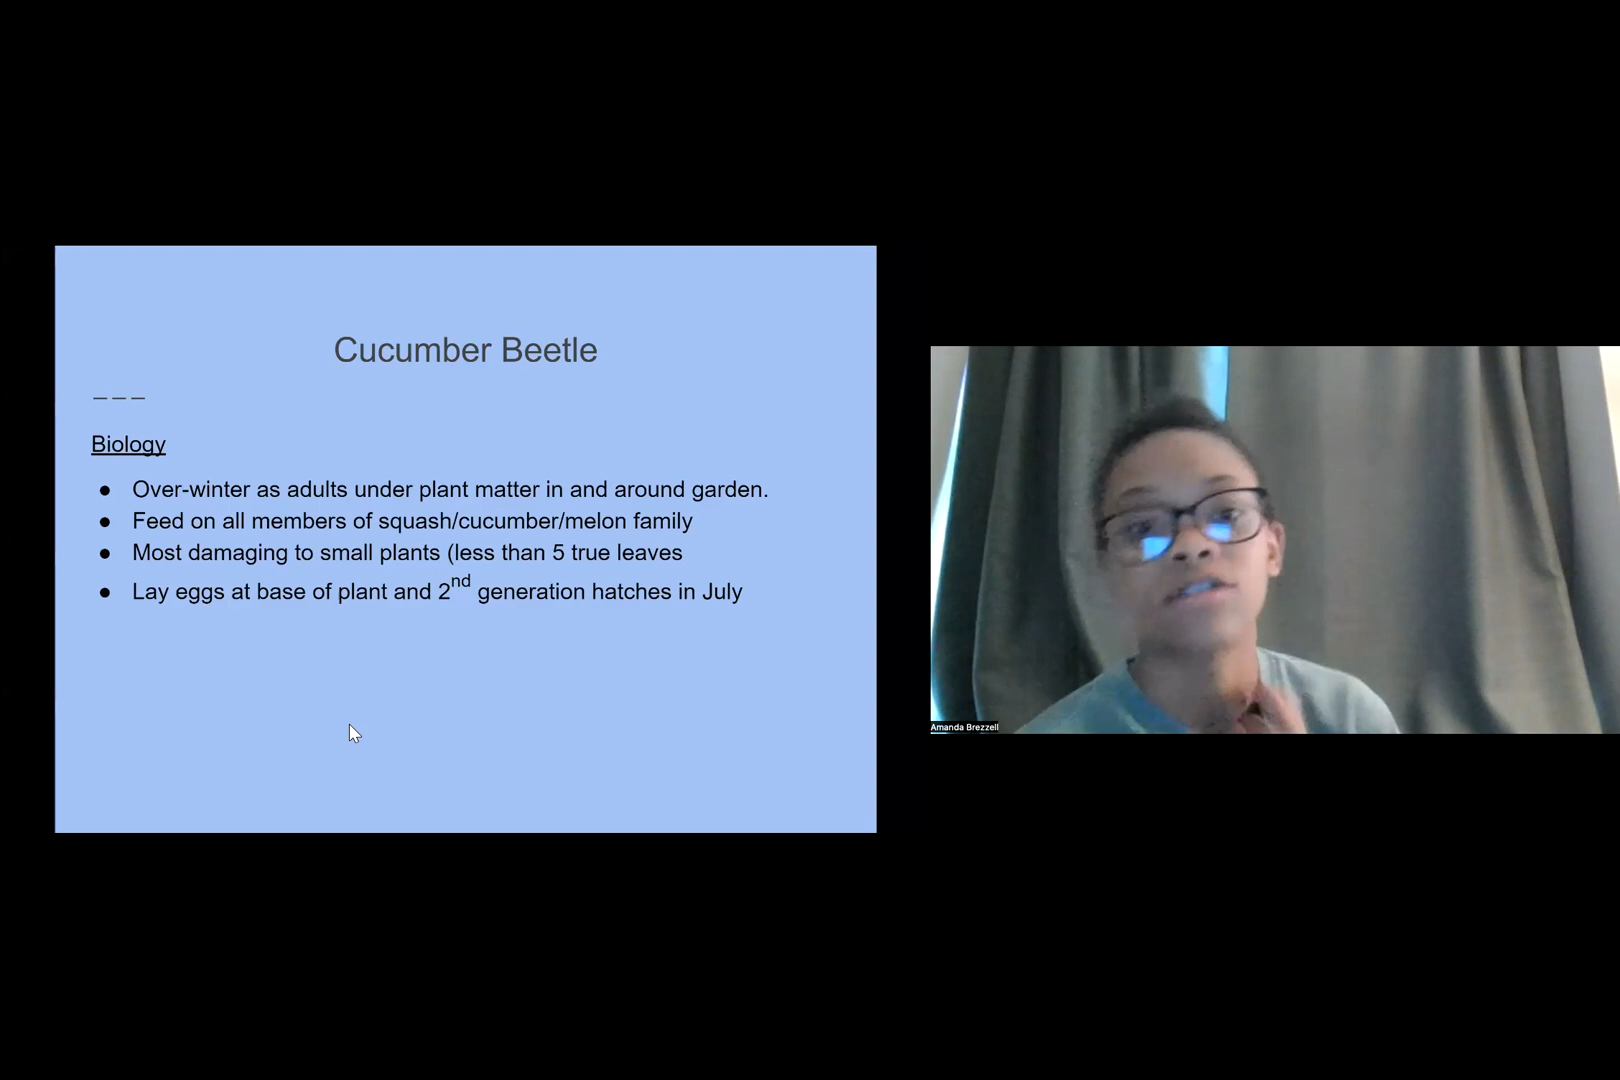 Cucumber Beetle
Biology
● Over-winter as adults under plant matter in and around garden.
● Feed on all members of squash/cucumber/melon family
● Most damaging to small plants (less than 5 true leaves
● Lay eggs at base of plant and 2nd generation hatches in July
Amanda Brezzell